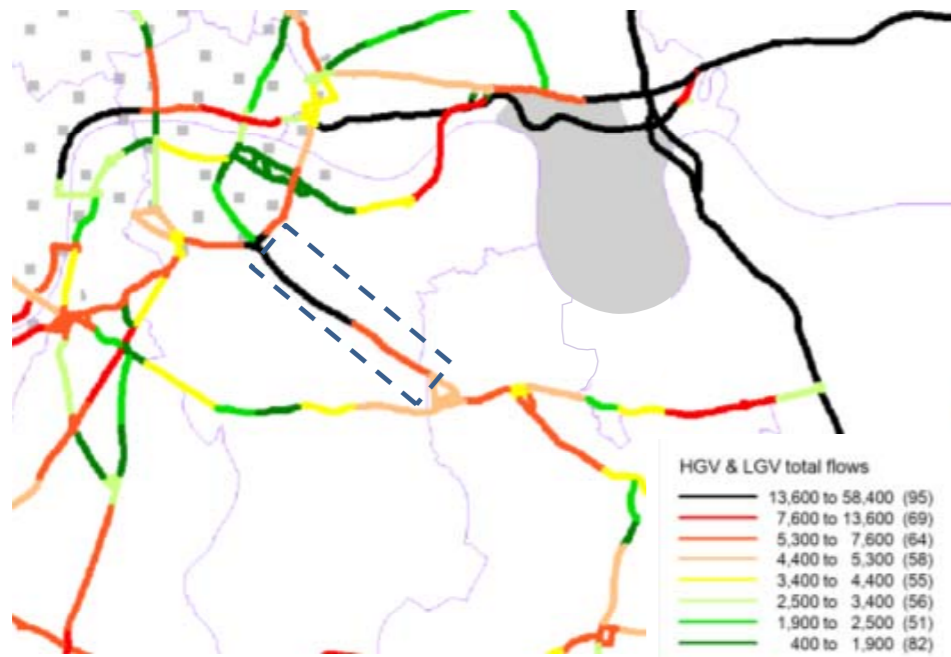 HGV & LGV total flows
13,600 to 58,400 (95)
7,600 to 13,600 (69)
5,300 to 7,600 (64)
4,400 to 5,300 (58)
3,400 to 4,400 (55)
2,500 to 3,400 (56)
1,900 to 2,500 (51)
400 to 1,900 (82)